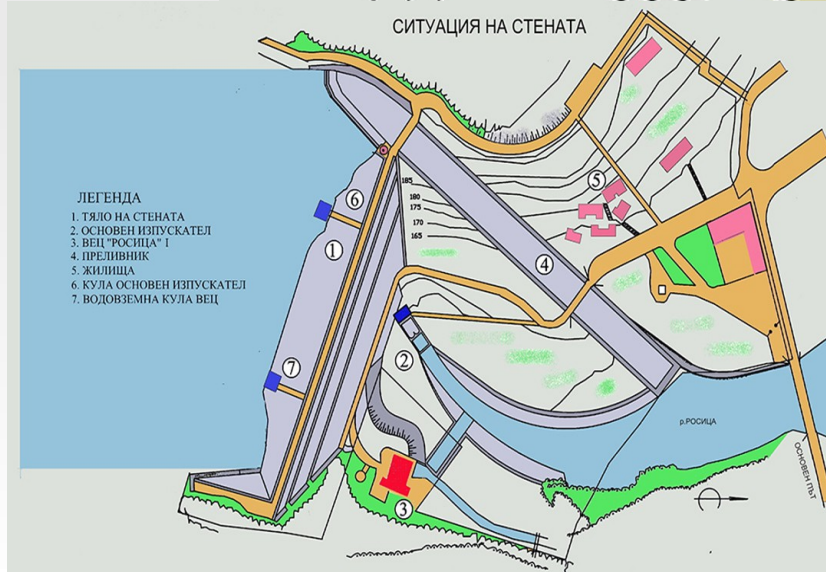 СИТУАЦИЯ НА СТЕНАТА
ЛЕГЕНДА
1. ТЯЛО НА СТЕНАТА
2. ОСНОВЕН ИЗПУСКАТЕЛ
3. ВЕЦ "РОСИЦА" I
4. ПРЕЛИВНИК
5. ЖИЛИЩА
6. КУЛА ОСНОВЕН ИЗПУСКАТЕЛ
7. ВОДОВЗЕМНА КУЛА ВЕЦ
185
180
175
170
165
6
1
7
5
4
2
3
р.РОСИЦА
ОСНОВЕН ПЪТ